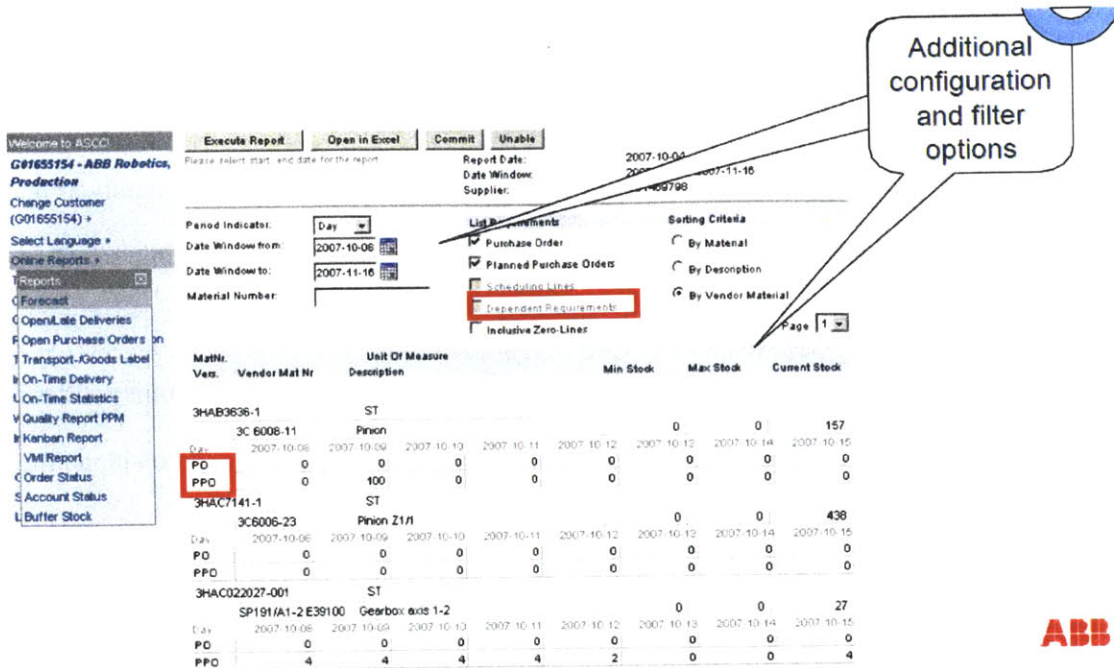 Additional
configuration
and filter
options
Welcome to ASCC!
G01655154 - ABB Robotics,
Production
Change Customer
(G01655154)
Select Language
Online Reports
Reports
Forecast
Open/Late Deliveries
Open Purchase Orders
Transport-/Goods Label
On-Time Delivery
On-Time Statistics
Quality Report PPM
Kanban Report
VMI Report
Order Status
Account Status
Buffer Stock
Execute Report Open in Excel Commit Unable
Please select start, end date for the report
Report Date: 2007-10-04
Date Window: 2007-11-16
Supplier:
Period Indicator: Day
Date Window from: 2007-10-08
Date Window to: 2007-11-16
Material Number:
List Requirements
Purchase Order
Planned Purchase Orders
Scheduling Lines
Dependent Requirements
Inclusive Zero-Lines
Sorting Criteria
By Material
By Description
By Vendor Material
Page 1
MatNr. Unit Of Measure
Vers. Vendor Mat Nr Description Min Stock Max Stock Current Stock
3HAB3636-1 ST
3C 6008-11 Pinion 0 0 157
Day 2007-10-08 2007-10-09 2007-10-10 2007-10-11 2007-10-12 2007-10-13 2007-10-14 2007-10-15
PO 0 0 0 0 0 0 0 0
PPO 0 100 0 0 0 0 0 0
3HAC7141-1 ST
3C6006-23 Pinion Z1/1 0 0 438
Day 2007-10-08 2007-10-09 2007-10-10 2007-10-11 2007-10-12 2007-10-13 2007-10-14 2007-10-15
PO 0 0 0 0 0 0 0 0
PPO 0 0 0 0 0 0 0 0
3HAC022027-001 ST
SP191/A1-2 E39100 Gearbox axis 1-2 0 0 27
Day 2007-10-08 2007-10-09 2007-10-10 2007-10-11 2007-10-12 2007-10-13 2007-10-14 2007-10-15
PO 0 0 0 0 0 0 0 0
PPO 4 4 4 4 2 0 0 4
ABB